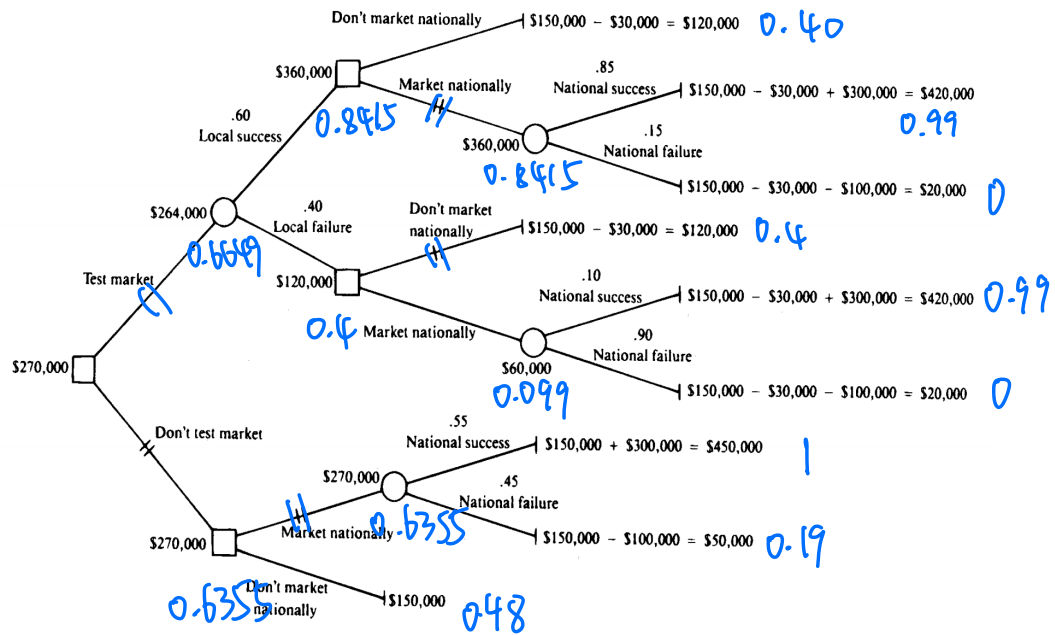 Don't market nationally
$150,000 − $30,000 = $120,000 0.40
$360,000
Market nationally
.85
National success
$150,000 − $30,000 + $300,000 = $420,000
0.99
.60
Local success
0.8415
$360,000
0.8415
.15
National failure
$150,000 − $30,000 − $100,000 = $20,000 0
$264,000
0.6649
.40
Local failure
Don't market
nationally
$150,000 − $30,000 = $120,000 0.4
Test market
$120,000
0.4
Market nationally
.10
National success
$150,000 − $30,000 + $300,000 = $420,000 0.99
$60,000
0.099
.90
National failure
$150,000 − $30,000 − $100,000 = $20,000 0
$270,000
Don't test market
.55
National success
$150,000 + $300,000 = $450,000 1
$270,000
0.6355
.45
National failure
$150,000 − $100,000 = $50,000 0.19
Market nationally
$270,000
0.6355
Don't market
nationally
$150,000 0.48